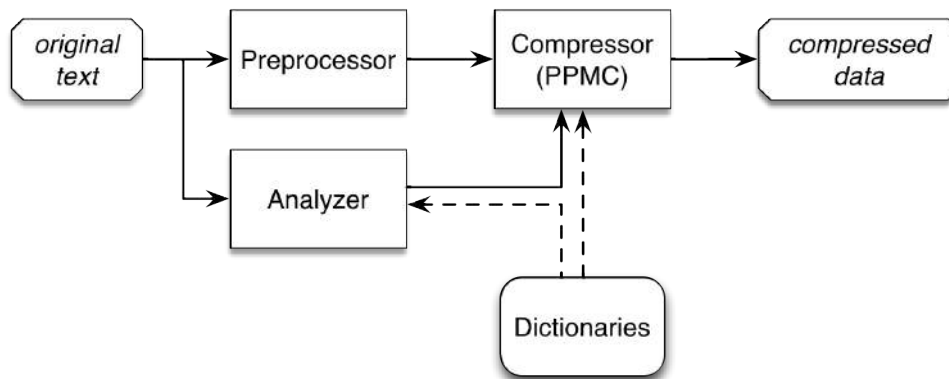 original
text
Preprocessor
Compressor
(PPMC)
compressed
data
Analyzer
Dictionaries